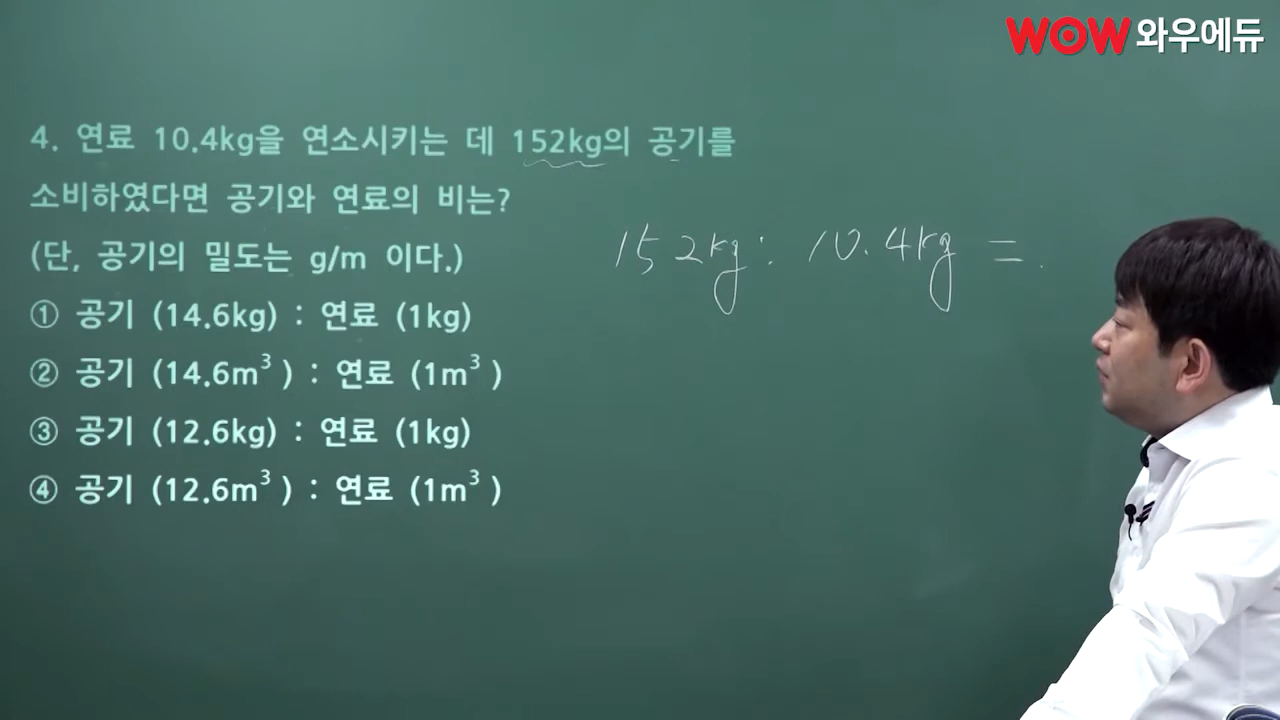 WOW와우에듀
4. 연료 10.4kg을 연소시키는 데 152kg의 공기를
소비하였다면 공기와 연료의 비는?
(단, 공기의 밀도는 g/m 이다.)
152kg : 10.4kg =
① 공기 (14.6kg) : 연료 (1kg)
② 공기 (14.6m³) : 연료 (1m³)
③ 공기 (12.6kg) : 연료 (1kg)
④ 공기 (12.6m³) : 연료 (1m³)